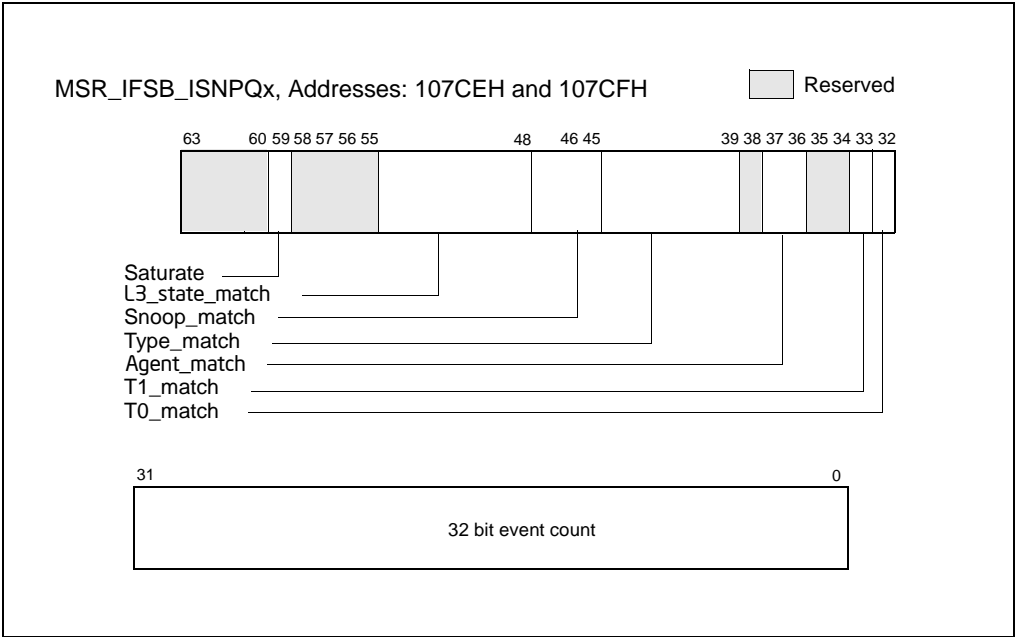 MSR_IFSB_ISNPQx, Addresses: 107CEH and 107CFH
Reserved
63 60 59 58 57 56 55 48 46 45 39 38 37 36 35 34 33 32
Saturate
L3_state_match
Snoop_match
Type_match
Agent_match
T1_match
T0_match
31 0
32 bit event count